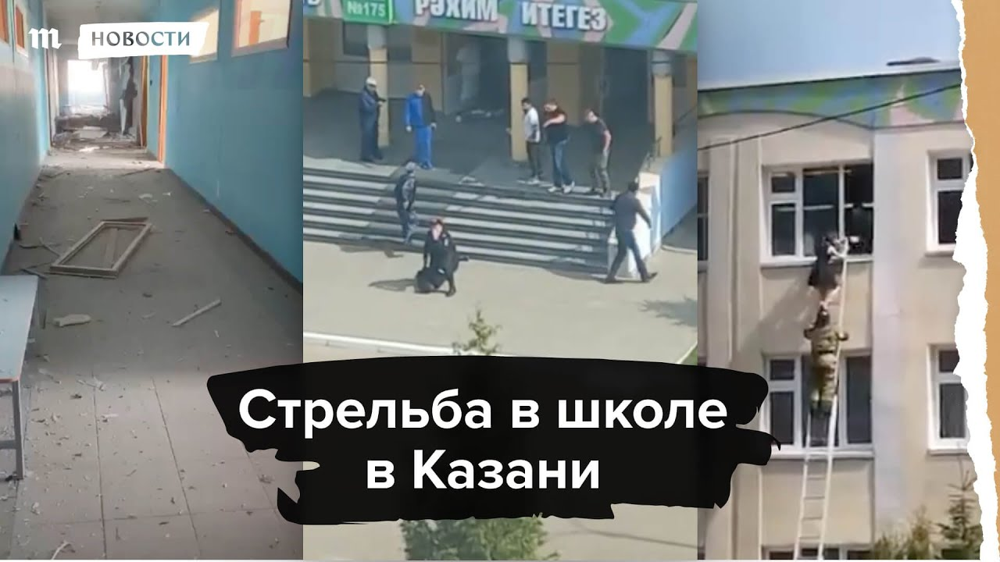 m НОВОСТИ
№175
РӘХИМ ИТЕГЕЗ
Стрельба в школе
в Казани